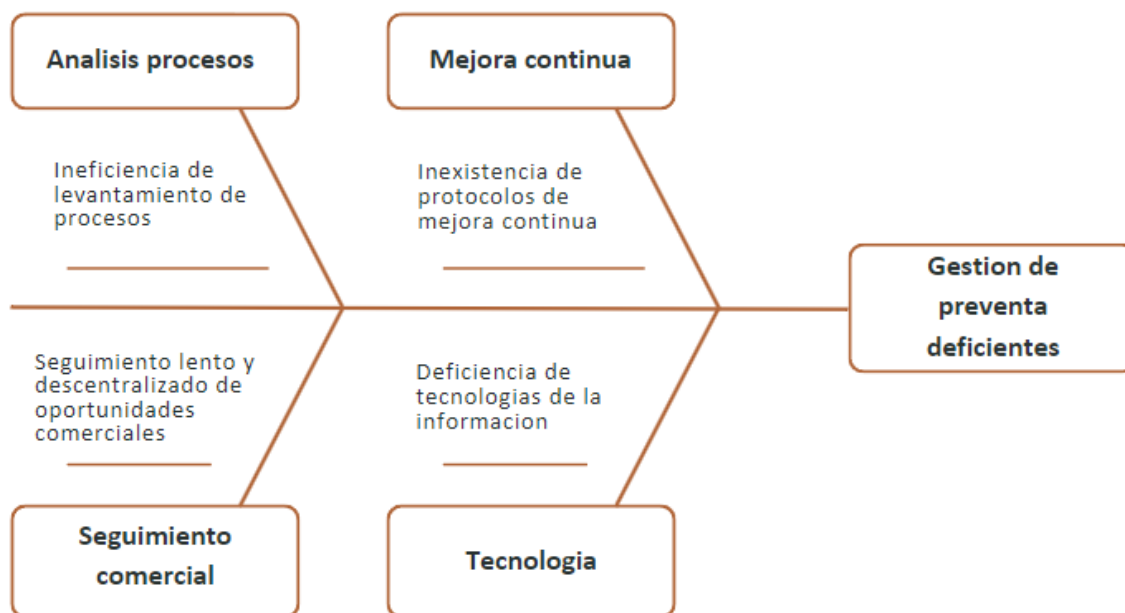 Analisis procesos
Mejora continua
Ineficiencia de
levantamiento de
procesos
Inexistencia de
protocolos de
mejora continua
Gestion de
preventa
deficientes
Seguimiento lento y
descentralizado de
oportunidades
comerciales
Deficiencia de
tecnologias de la
informacion
Seguimiento
comercial
Tecnologia